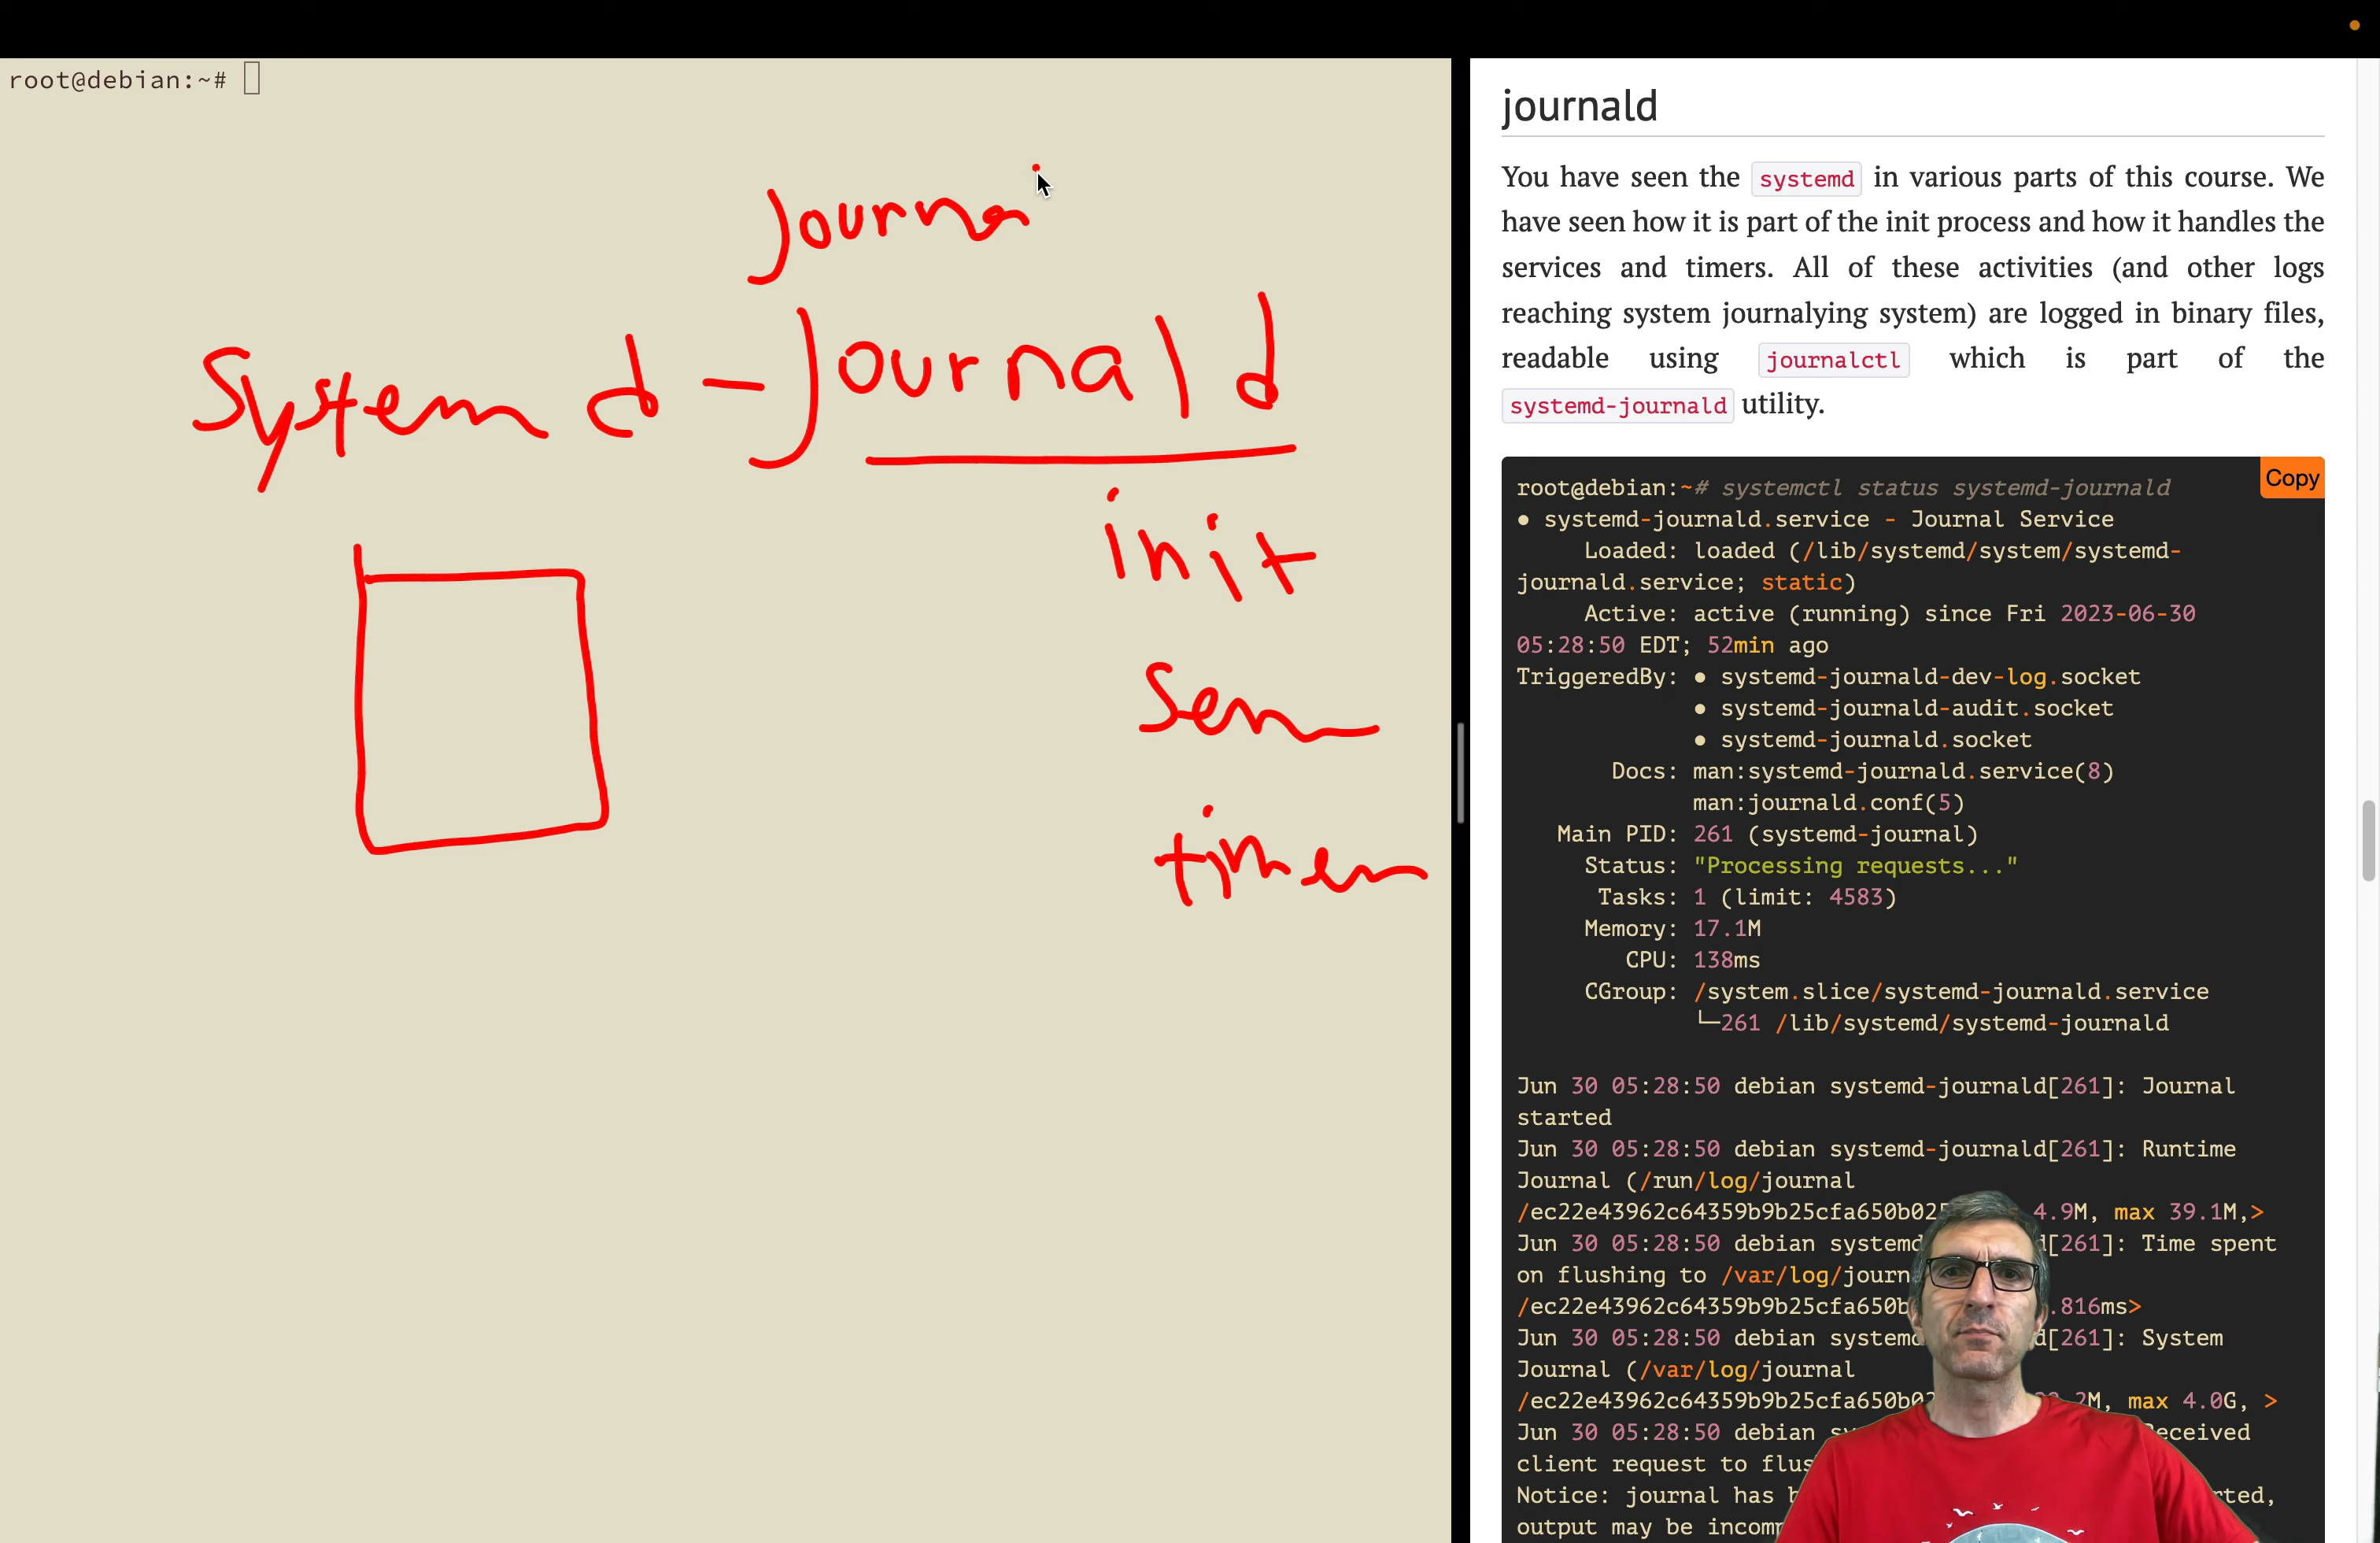 root@debian:~#
Journa
System d - Journal d
init
timer
journald
You have seen the systemd in various parts of this course. We
have seen how it is part of the init process and how it handles the
services and timers. All of these activities (and other logs
reaching system journalying system) are logged in binary files,
readable using journalctl which is part of the
systemd-journald utility.
Copy
root@debian:~# systemctl status systemd-journald
● systemd-journald.service - Journal Service
Loaded: loaded (/lib/systemd/system/systemd-
journald.service; static)
Active: active (running) since Fri 2023-06-30
05:28:50 EDT; 52min ago
TriggeredBy: ● systemd-journald-dev-log.socket
● systemd-journald-audit.socket
● systemd-journald.socket
Docs: man:systemd-journald.service(8)
man:journald.conf(5)
Main PID: 261 (systemd-journal)
Status: "Processing requests..."
Tasks: 1 (limit: 4583)
Memory: 17.1M
CPU: 138ms
CGroup: /system.slice/systemd-journald.service
└─261 /lib/systemd/systemd-journald
Jun 30 05:28:50 debian systemd-journald[261]: Journal
started
Jun 30 05:28:50 debian systemd-journald[261]: Runtime
Journal (/run/log/journal
/ec22e43962c64359b9b25cfa650b025 4.9M, max 39.1M,>
Jun 30 05:28:50 debian systemd d[261]: Time spent
on flushing to /var/log/journa
/ec22e43962c64359b9b25cfa650b .816ms>
Jun 30 05:28:50 debian systemd d[261]: System
Journal (/var/log/journal
/ec22e43962c64359b9b25cfa650b02 2M, max 4.0G, >
Jun 30 05:28:50 debian sy eceived
client request to flus
Notice: journal has rted,
output may be incom